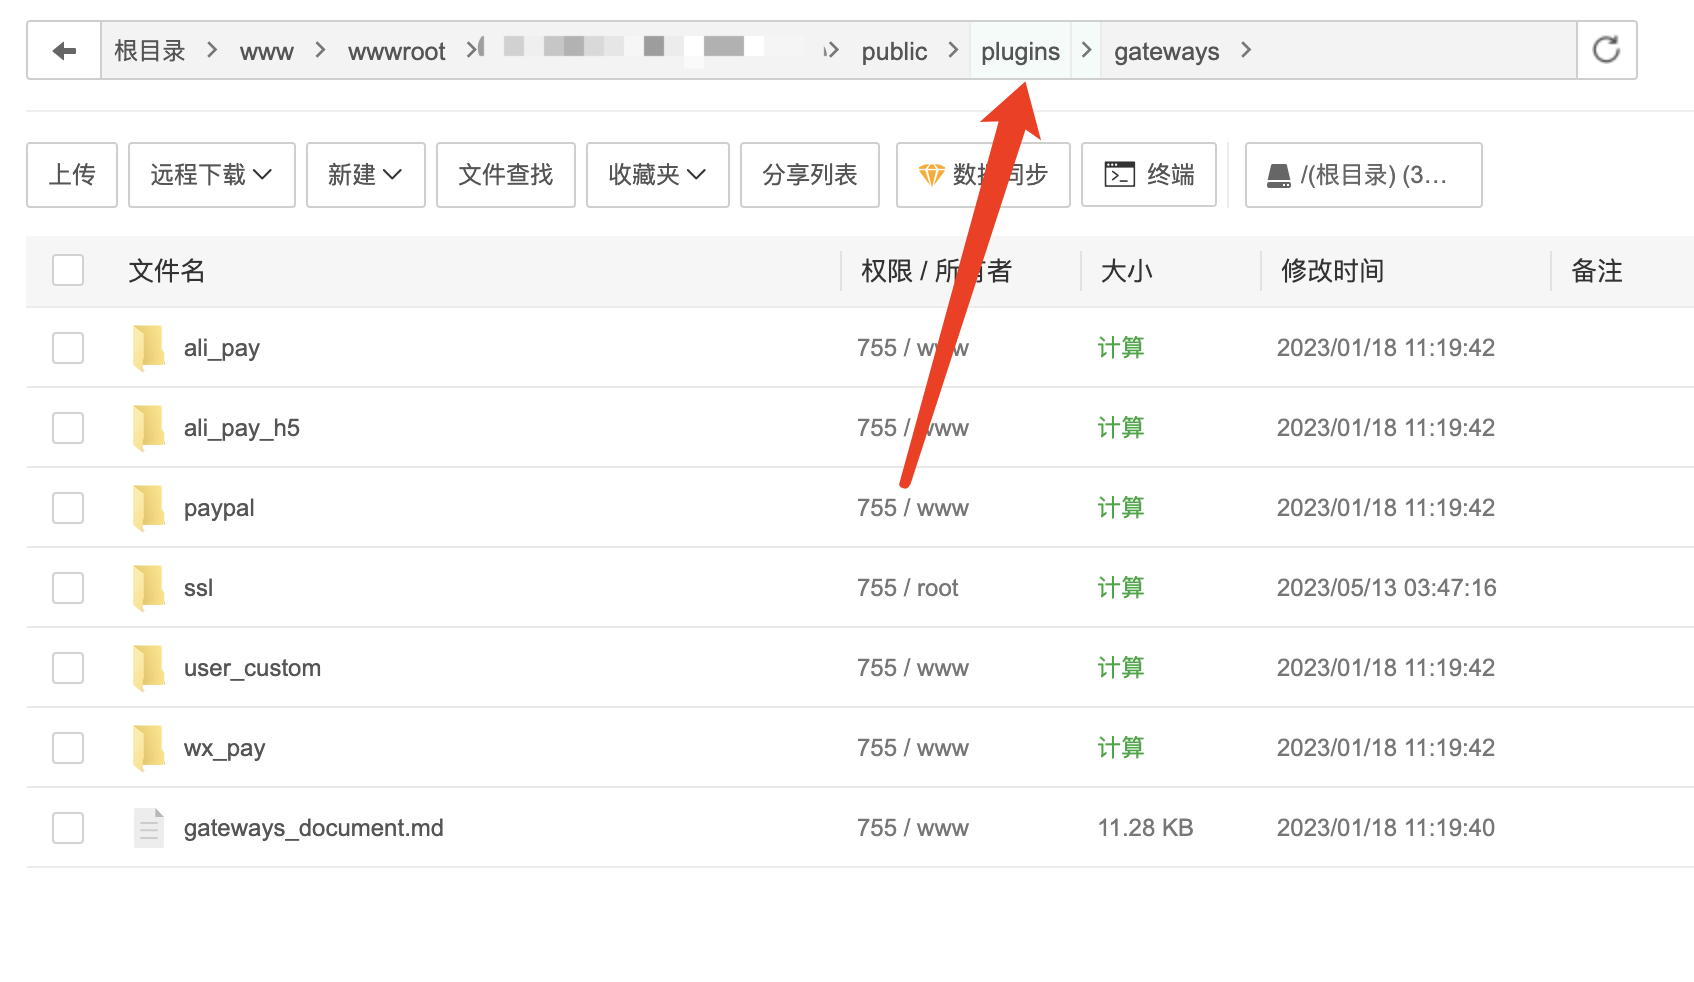 根目录 > www > wwwroot > > public > plugins > gateways >
上传 远程下载 新建 文件查找 收藏夹 分享列表 数据同步 终端 /(根目录) (3...
文件名 权限 / 所有者 大小 修改时间 备注
ali_pay 755 / www 计算 2023/01/18 11:19:42
ali_pay_h5 755 / www 计算 2023/01/18 11:19:42
paypal 755 / www 计算 2023/01/18 11:19:42
ssl 755 / root 计算 2023/05/13 03:47:16
user_custom 755 / www 计算 2023/01/18 11:19:42
wx_pay 755 / www 计算 2023/01/18 11:19:42
gateways_document.md 755 / www 11.28 KB 2023/01/18 11:19:40